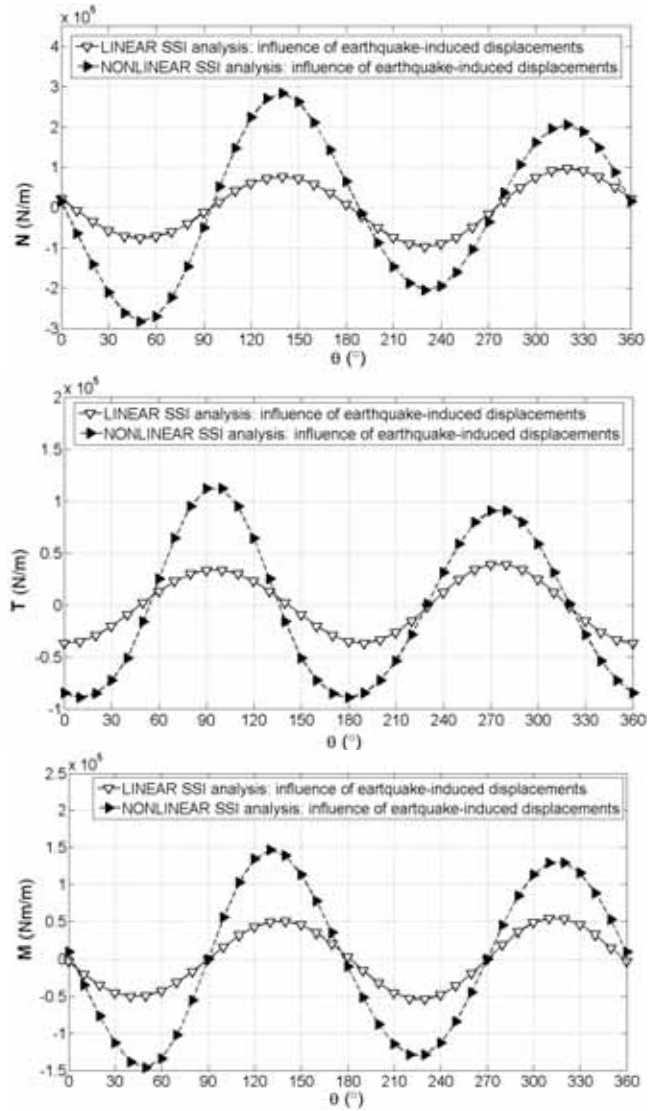 x 10
4
LINEAR SSI analysis: influence of earthquake-induced displacements
NONLINEAR SSI analysis: influence of earthquake-induced displacements
3
2
1
0
-1
-2
-3
N (N/m)
0 30 60 90 120 150 180 210 240 270 300 330 360
θ (°)
x 10
2
LINEAR SSI analysis: influence of earthquake-induced displacements
NONLINEAR SSI analysis: influence of earthquake-induced displacements
1.5
1
0.5
0
-0.5
-1
T (N/m)
0 30 60 90 120 150 180 210 240 270 300 330 360
θ (°)
x 10
2.5
LINEAR SSI analysis: influence of eartquake-induced displacements
NONLINEAR SSI analysis: influence of eartquake-induced displacements
2
1.5
1
0.5
0
-0.5
-1
-1.5
M (Nm/m)
0 30 60 90 120 150 180 210 240 270 300 330 360
θ (°)